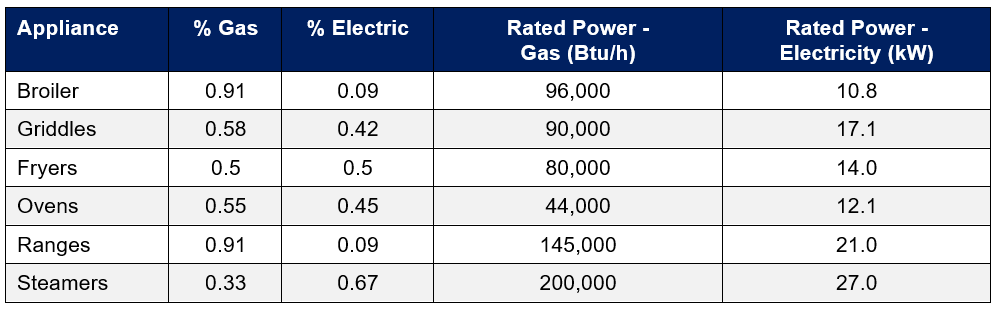 Appliance % Gas % Electric Rated Power - Gas (Btu/h) Rated Power - Electricity (kW)
Broiler 0.91 0.09 96,000 10.8
Griddles 0.58 0.42 90,000 17.1
Fryers 0.5 0.5 80,000 14.0
Ovens 0.55 0.45 44,000 12.1
Ranges 0.91 0.09 145,000 21.0
Steamers 0.33 0.67 200,000 27.0